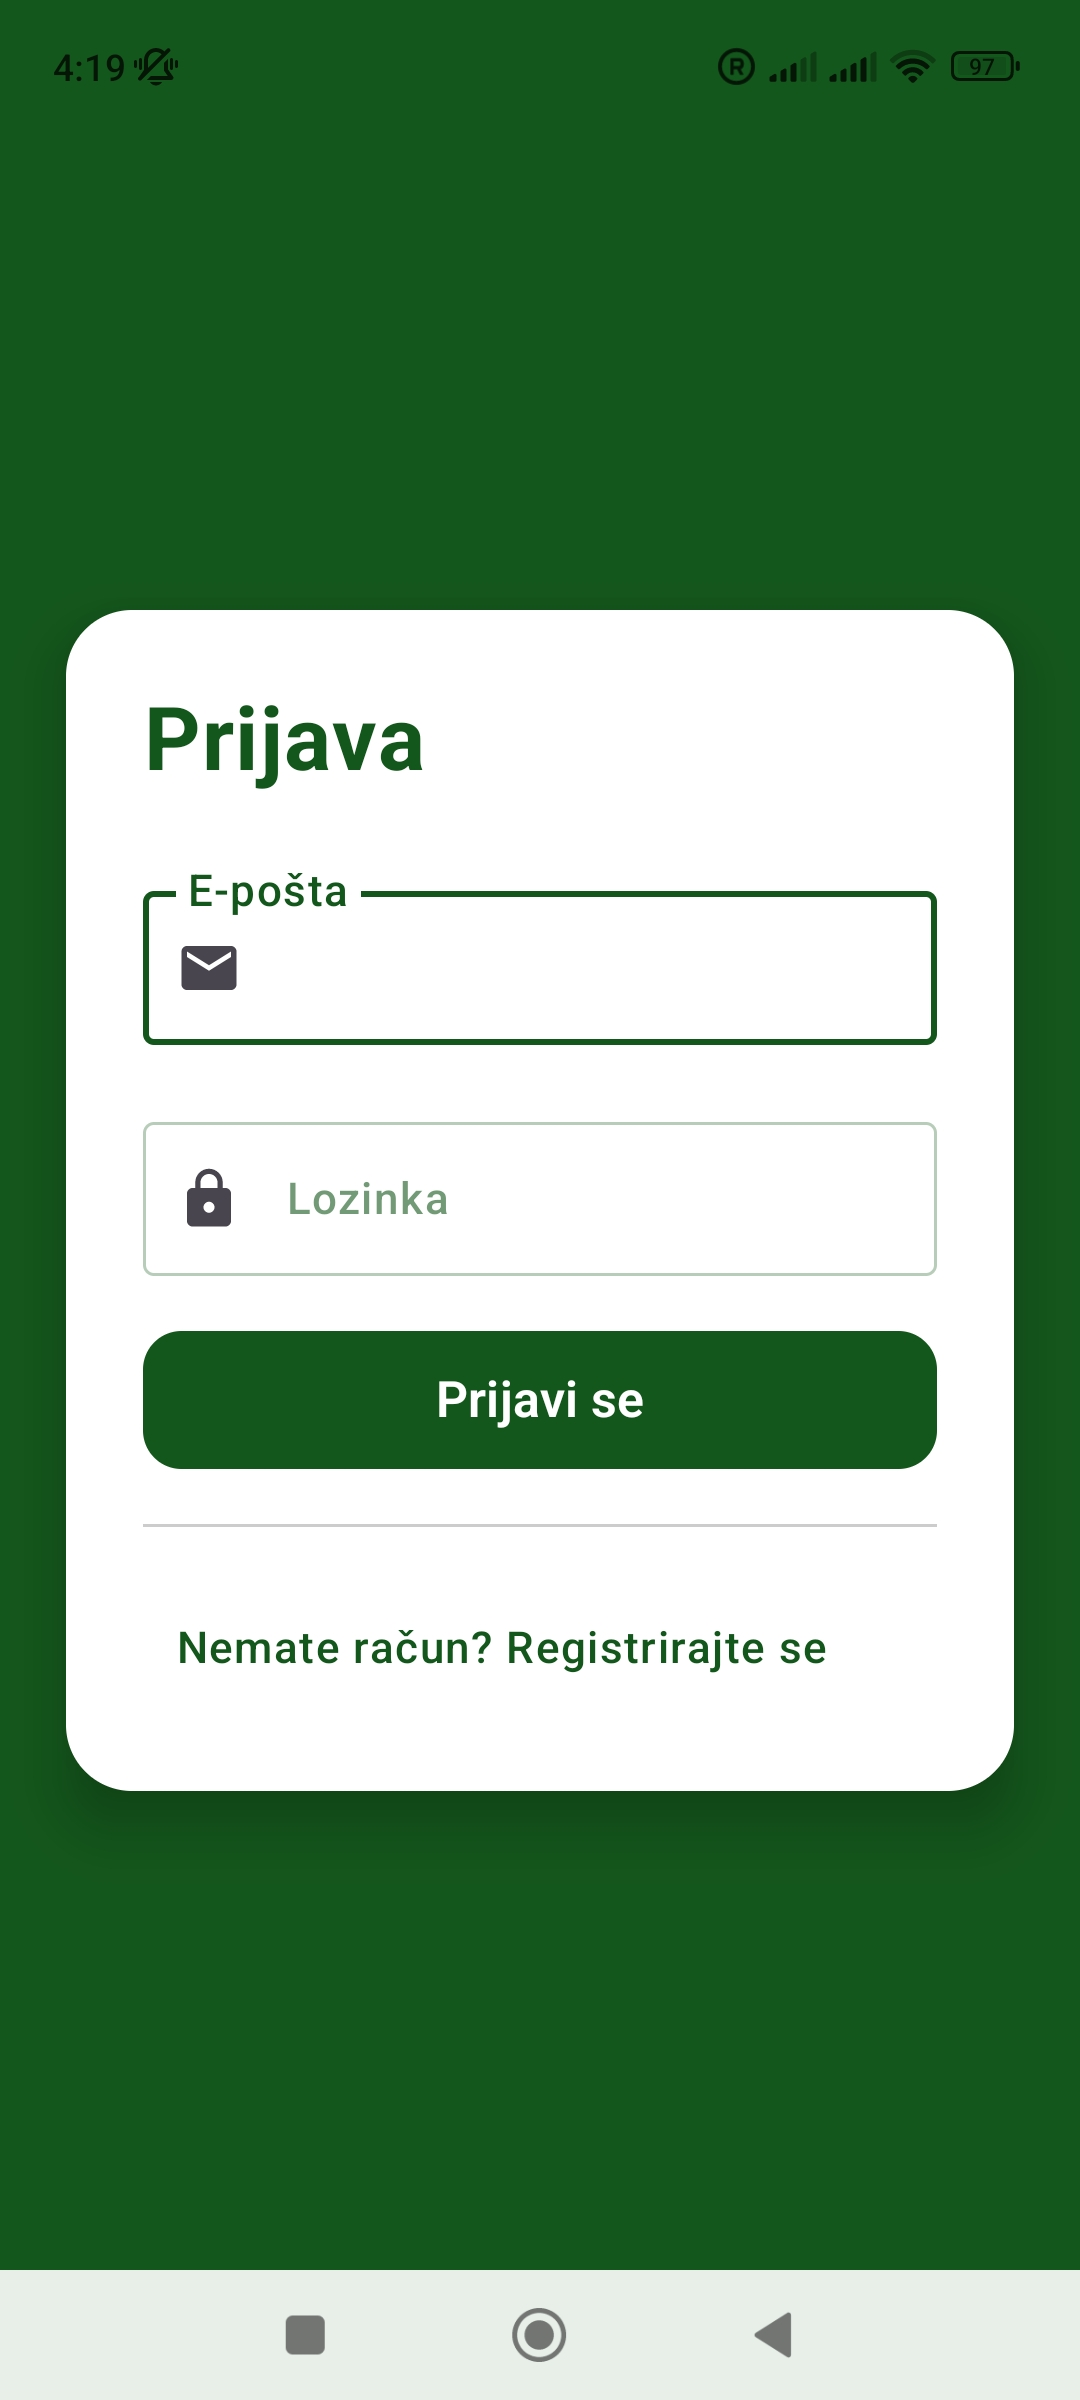 4:19
R
97
Prijava
E-pošta
Lozinka
Prijavi se
Nemate račun? Registrirajte se